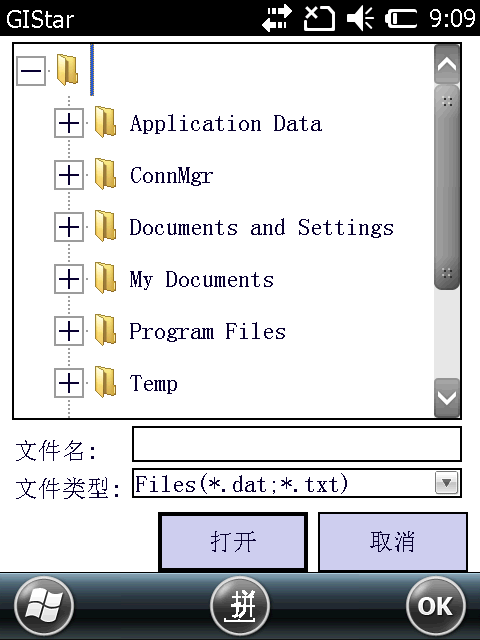 GIStar 9:09
Application Data
ConnMgr
Documents and Settings
My Documents
Program Files
Temp
文件名:
文件类型: Files(*.dat;*.txt)
打开 取消
拼 OK